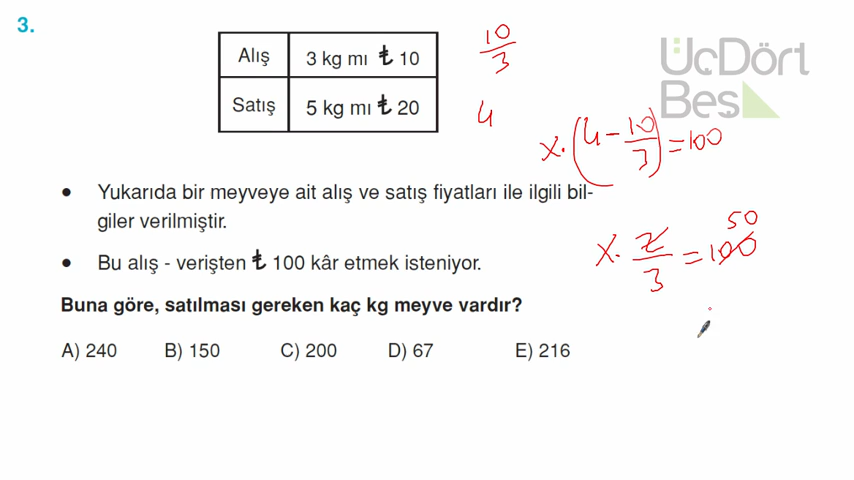 3.
Alış 3 kg mı ₺ 10
Satış 5 kg mı ₺ 20
10/3
4
x·(4 − 10/3) = 100
x· 2/3 = 100
50
ÜçDört
Beş
● Yukarıda bir meyveye ait alış ve satış fiyatları ile ilgili bil-
giler verilmiştir.
● Bu alış - verişten ₺ 100 kâr etmek isteniyor.
Buna göre, satılması gereken kaç kg meyve vardır?
A) 240 B) 150 C) 200 D) 67 E) 216